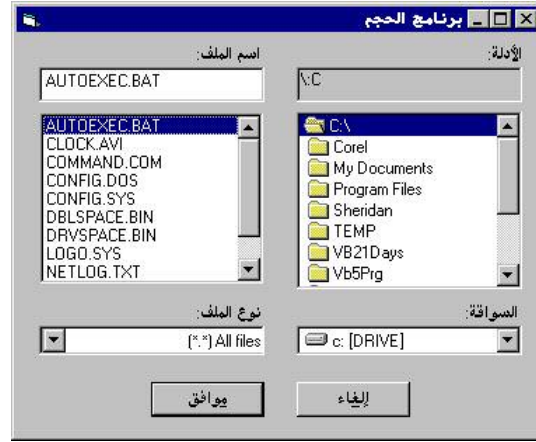 برنامج الحجم
الأدلة:
\:C
C:\
Corel
My Documents
Program Files
Sheridan
TEMP
VB21Days
Vb5Prg
السواقة:
c: [DRIVE]
إلغاء
اسم الملف:
AUTOEXEC.BAT
AUTOEXEC.BAT
CLOCK.AVI
COMMAND.COM
CONFIG.DOS
CONFIG.SYS
DBLSPACE.BIN
DRVSPACE.BIN
LOGO.SYS
NETLOG.TXT
نوع الملف:
(*.*) All files
موافق